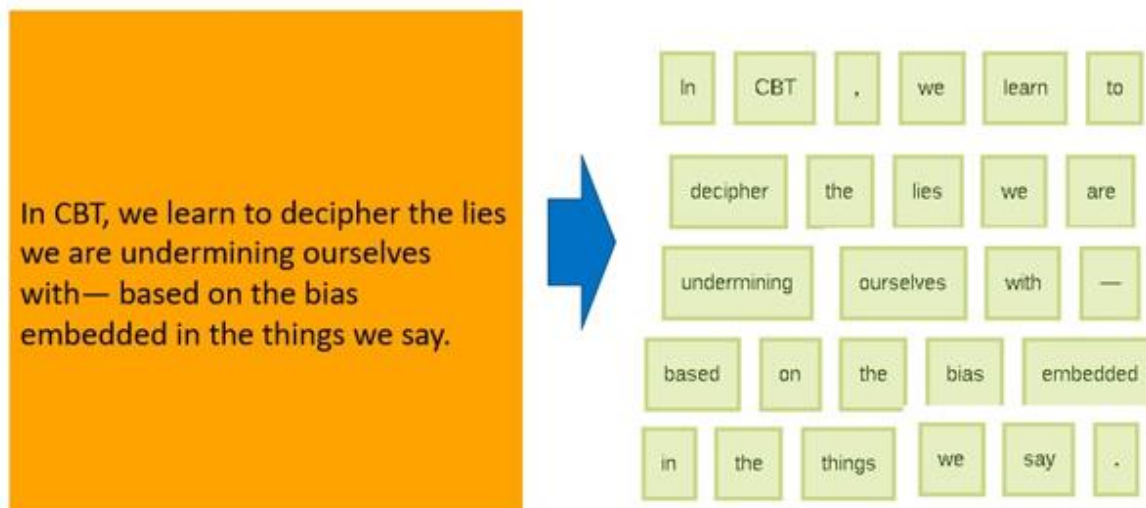 In CBT, we learn to decipher the lies
we are undermining ourselves
with— based on the bias
embedded in the things we say.
In CBT , we learn to
decipher the lies we are
undermining ourselves with —
based on the bias embedded
in the things we say .